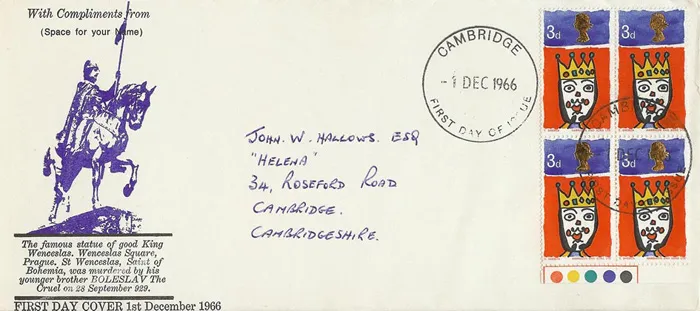 With Compliments from
(Space for your Name)
CAMBRIDGE
-1 DEC 1966
FIRST DAY OF ISSUE
3d
3d
3d
3d
JOHN. W. HALLOWS. ESQ
"HELENA"
34, ROSEFORD ROAD
CAMBRIDGE.
CAMBRIDGESHIRE.
The famous statue of good King
Wenceslas. Wenceslas Square,
Prague. St Wenceslas, Saint of
Bohemia, was murdered by his
younger brother BOLESLAV The
Cruel on 28 September 929.
FIRST DAY COVER 1st December 1966